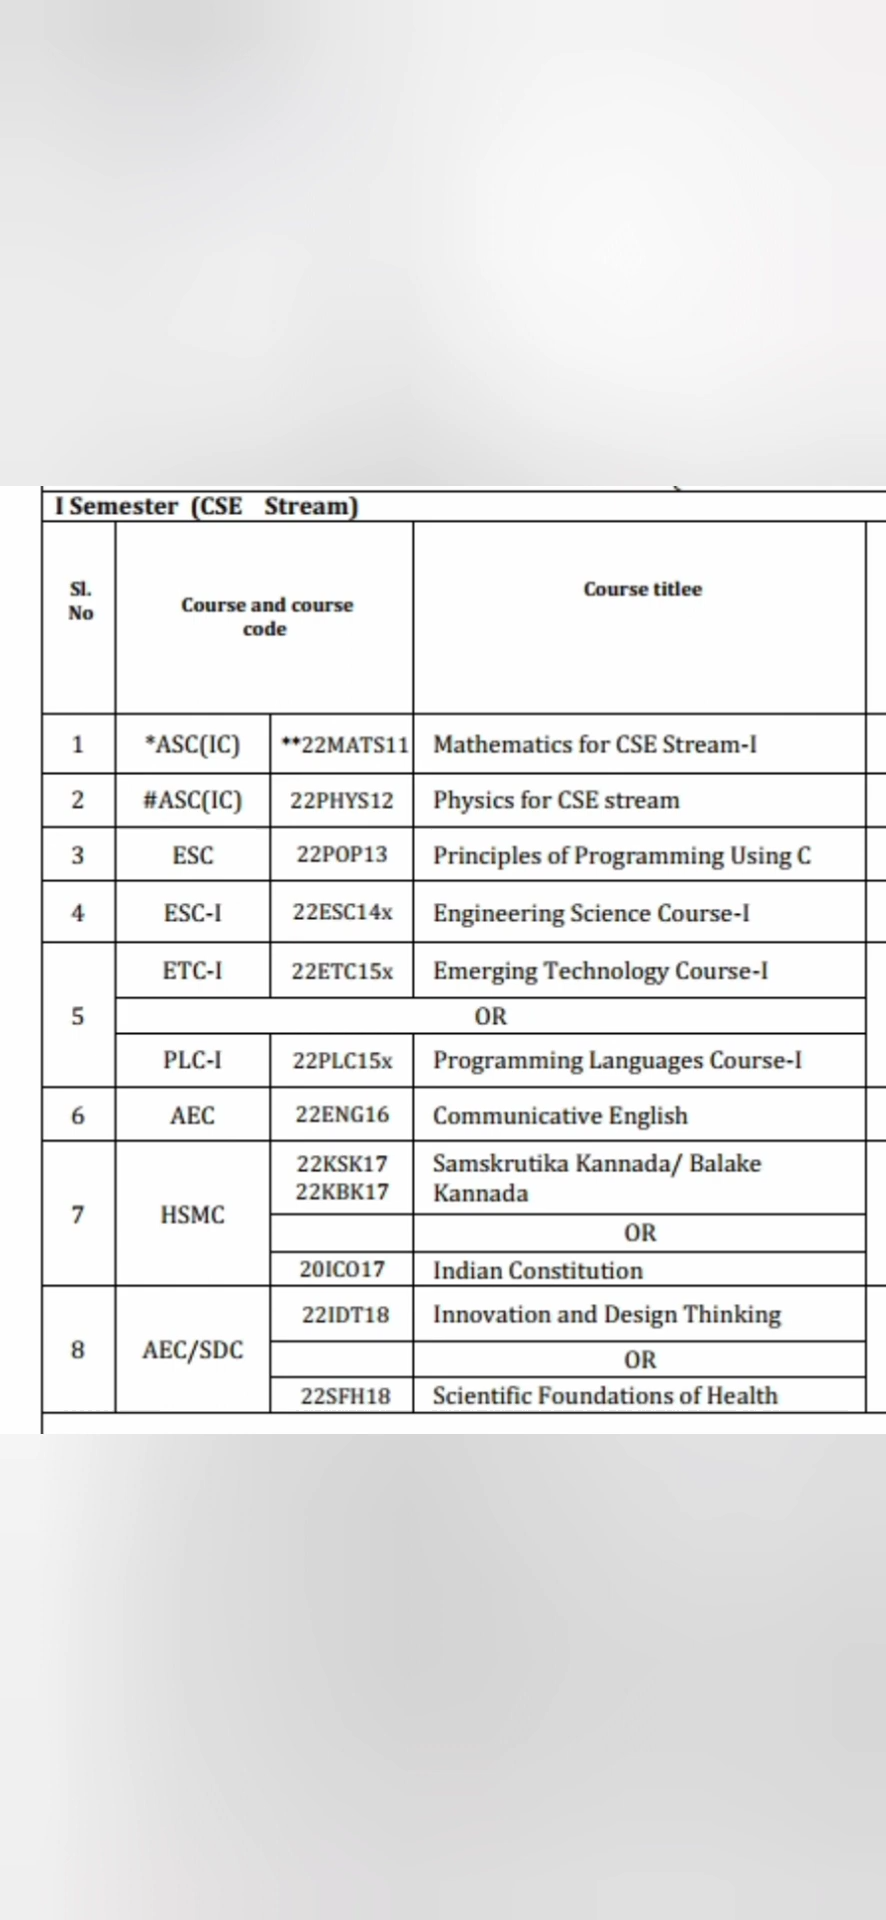 I Semester (CSE Stream)
Sl.
No
Course and course
code
Course titlee
1 *ASC(IC) **22MATS11 Mathematics for CSE Stream-I
2 #ASC(IC) 22PHYS12 Physics for CSE stream
3 ESC 22POP13 Principles of Programming Using C
4 ESC-I 22ESC14x Engineering Science Course-I
5
ETC-I 22ETC15x Emerging Technology Course-I
OR
PLC-I 22PLC15x Programming Languages Course-I
6 AEC 22ENG16 Communicative English
7 HSMC
22KSK17 Samskrutika Kannada/ Balake
22KBK17 Kannada
OR
20ICO17 Indian Constitution
8 AEC/SDC
22IDT18 Innovation and Design Thinking
OR
22SFH18 Scientific Foundations of Health